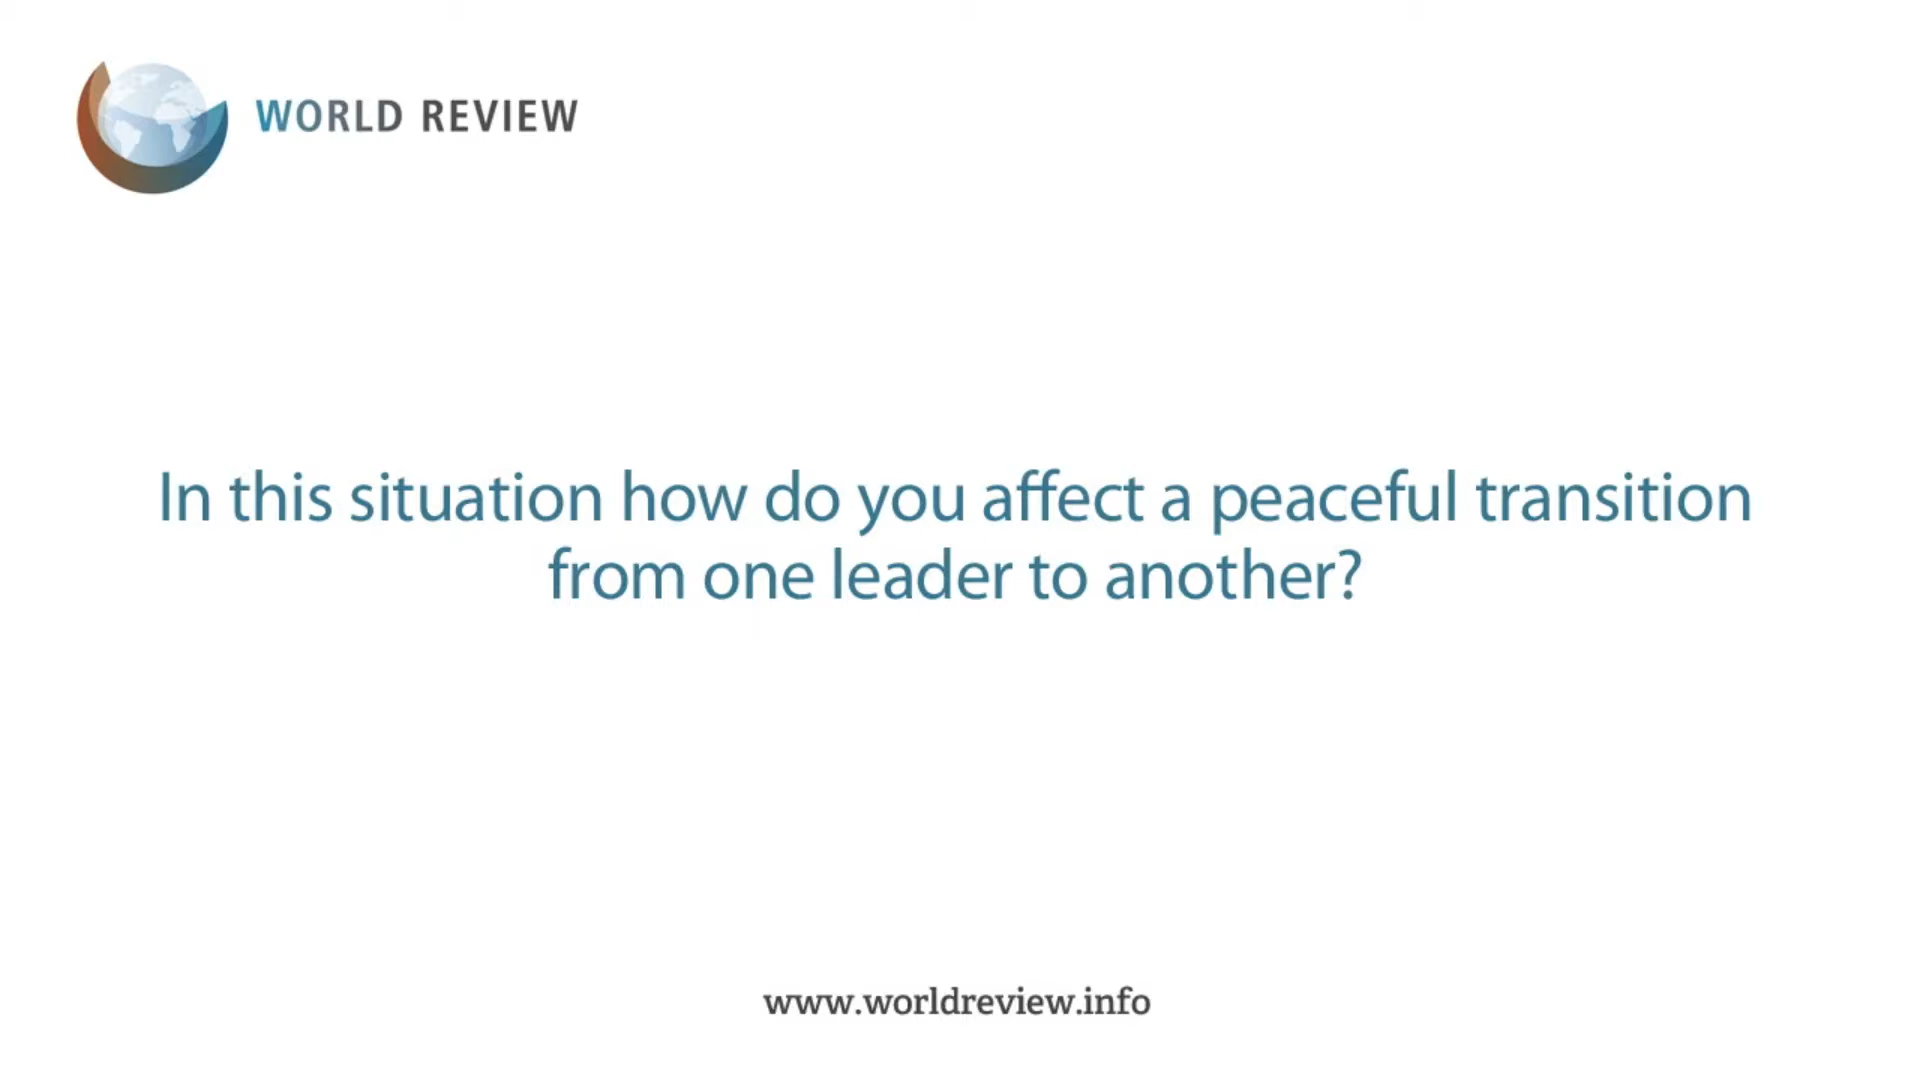 WORLD REVIEW
In this situation how do you affect a peaceful transition
from one leader to another?
www.worldreview.info